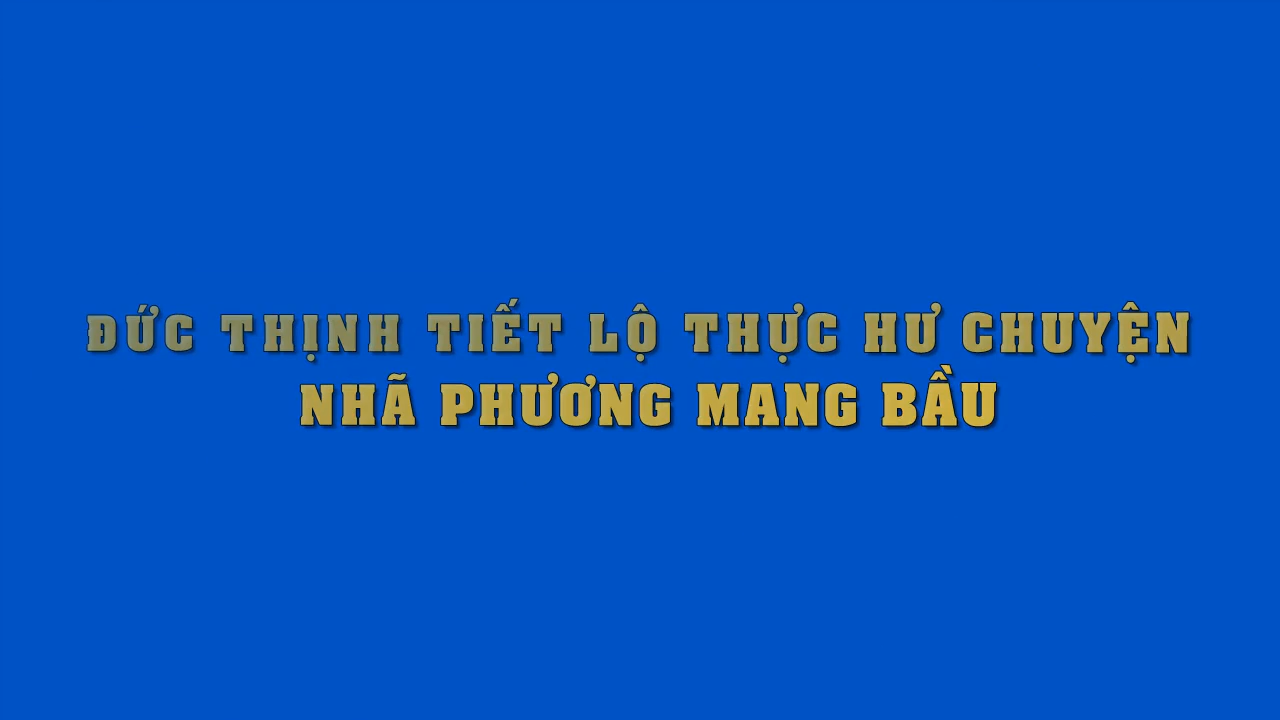 ĐỨC THỊNH TIẾT LỘ THỰC HƯ CHUYỆN
NHÃ PHƯƠNG MANG BẦU